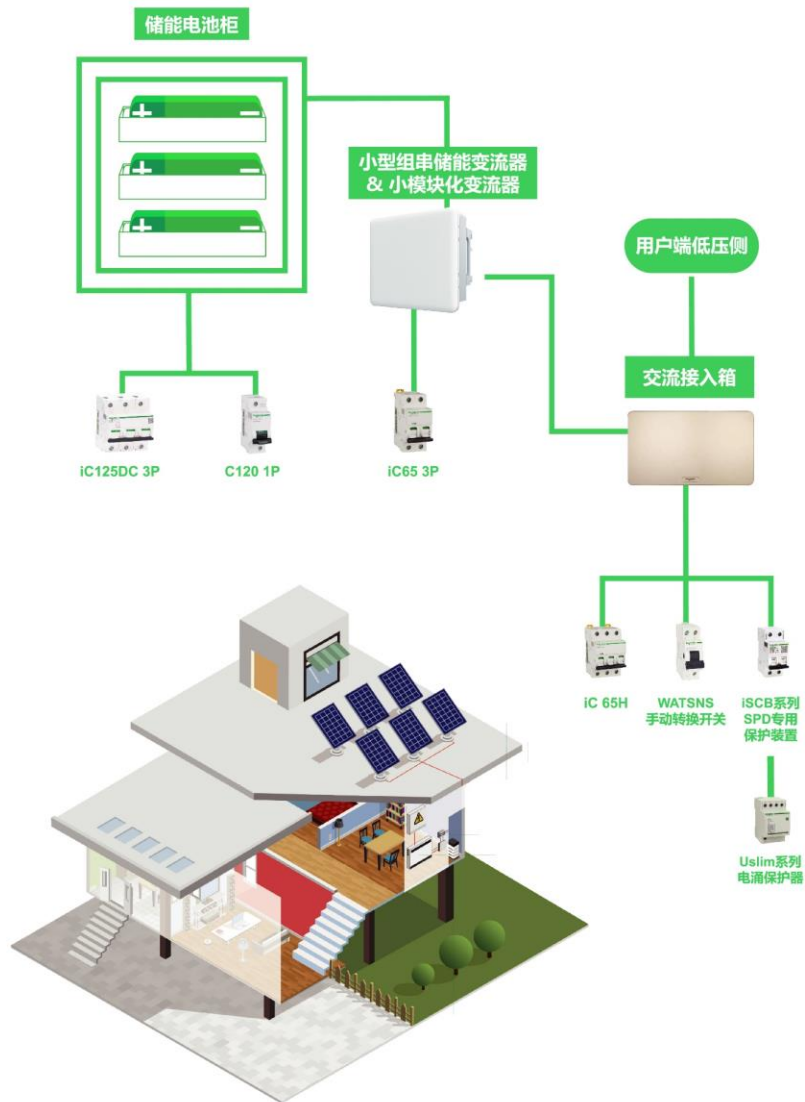 储能电池柜
小型组串储能变流器
& 小模块化变流器
用户端低压侧
交流接入箱
iC125DC 3P
C120 1P
iC65 3P
iC 65H
WATSNS
手动转换开关
iSCB系列
SPD专用
保护装置
Uslim系列
电涌保护器